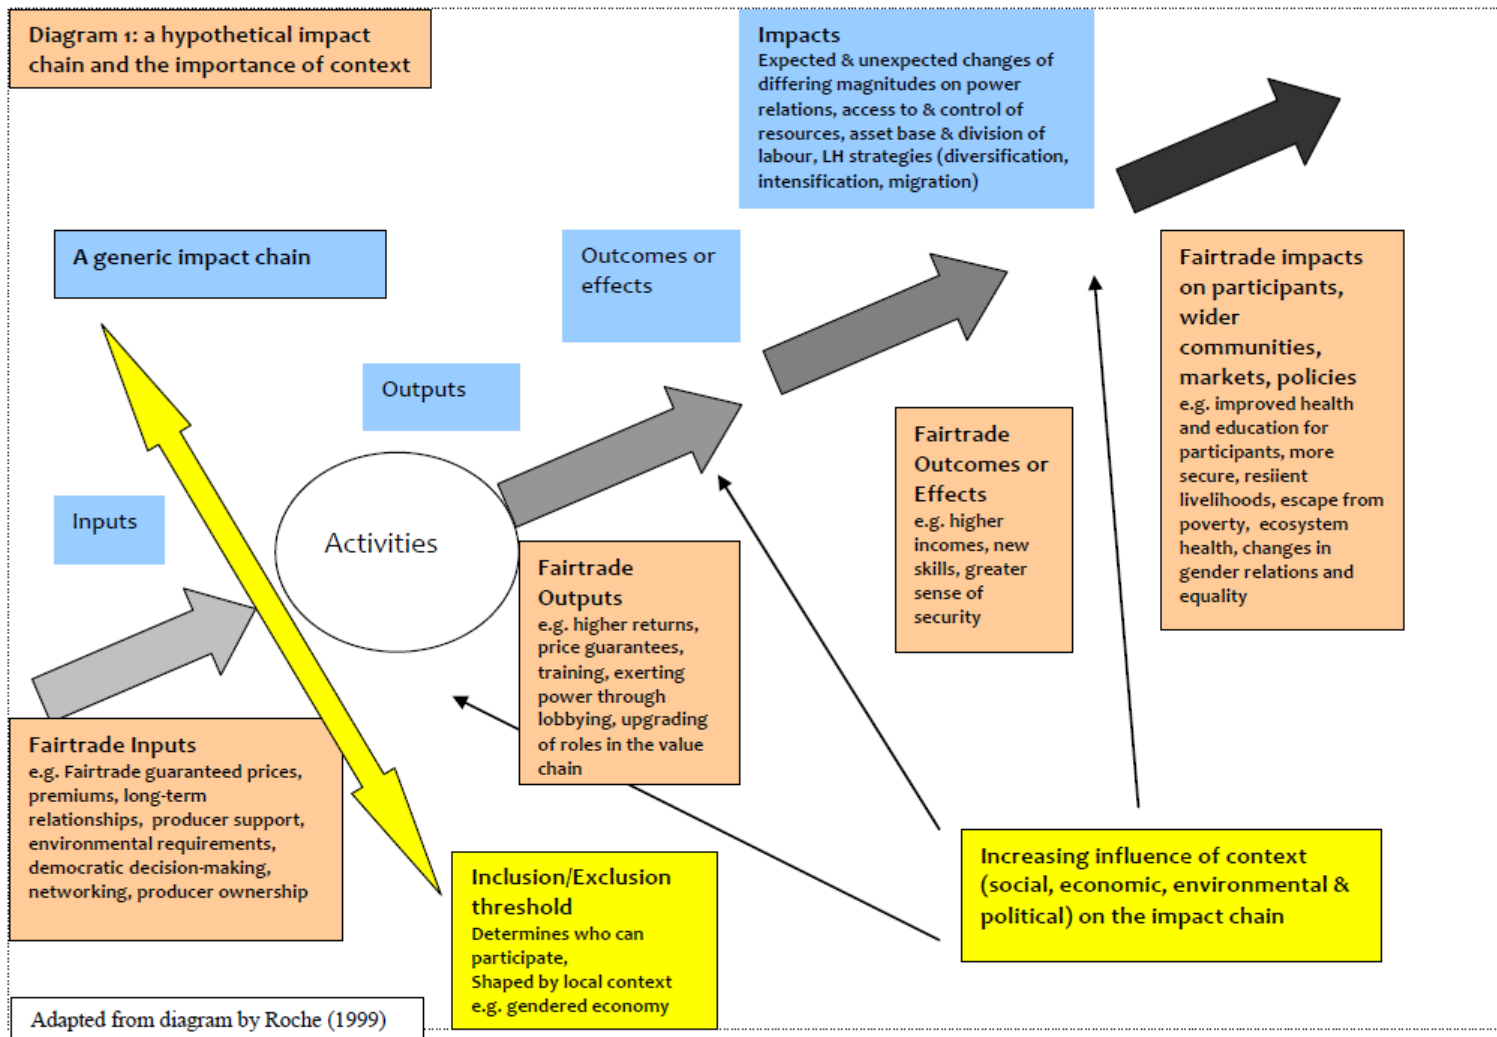 Diagram 1: a hypothetical impact
chain and the importance of context
Impacts
Expected & unexpected changes of
differing magnitudes on power
relations, access to & control of
resources, asset base & division of
labour, LH strategies (diversification,
intensification, migration)
A generic impact chain
Outcomes or
effects
Fairtrade impacts
on participants,
wider
communities,
markets, policies
e.g. improved health
and education for
participants, more
secure, resiient
livelihoods, escape from
poverty, ecosystem
health, changes in
gender relations and
equality
Outputs
Fairtrade
Outcomes or
Effects
e.g. higher
incomes, new
skills, greater
sense of
security
Inputs
Activities
Fairtrade
Outputs
e.g. higher returns,
price guarantees,
training, exerting
power through
lobbying, upgrading
of roles in the value
chain
Fairtrade Inputs
e.g. Fairtrade guaranteed prices,
premiums, long-term
relationships, producer support,
environmental requirements,
democratic decision-making,
networking, producer ownership
Inclusion/Exclusion
threshold
Determines who can
participate,
Shaped by local context
e.g. gendered economy
Increasing influence of context
(social, economic, environmental &
political) on the impact chain
Adapted from diagram by Roche (1999)